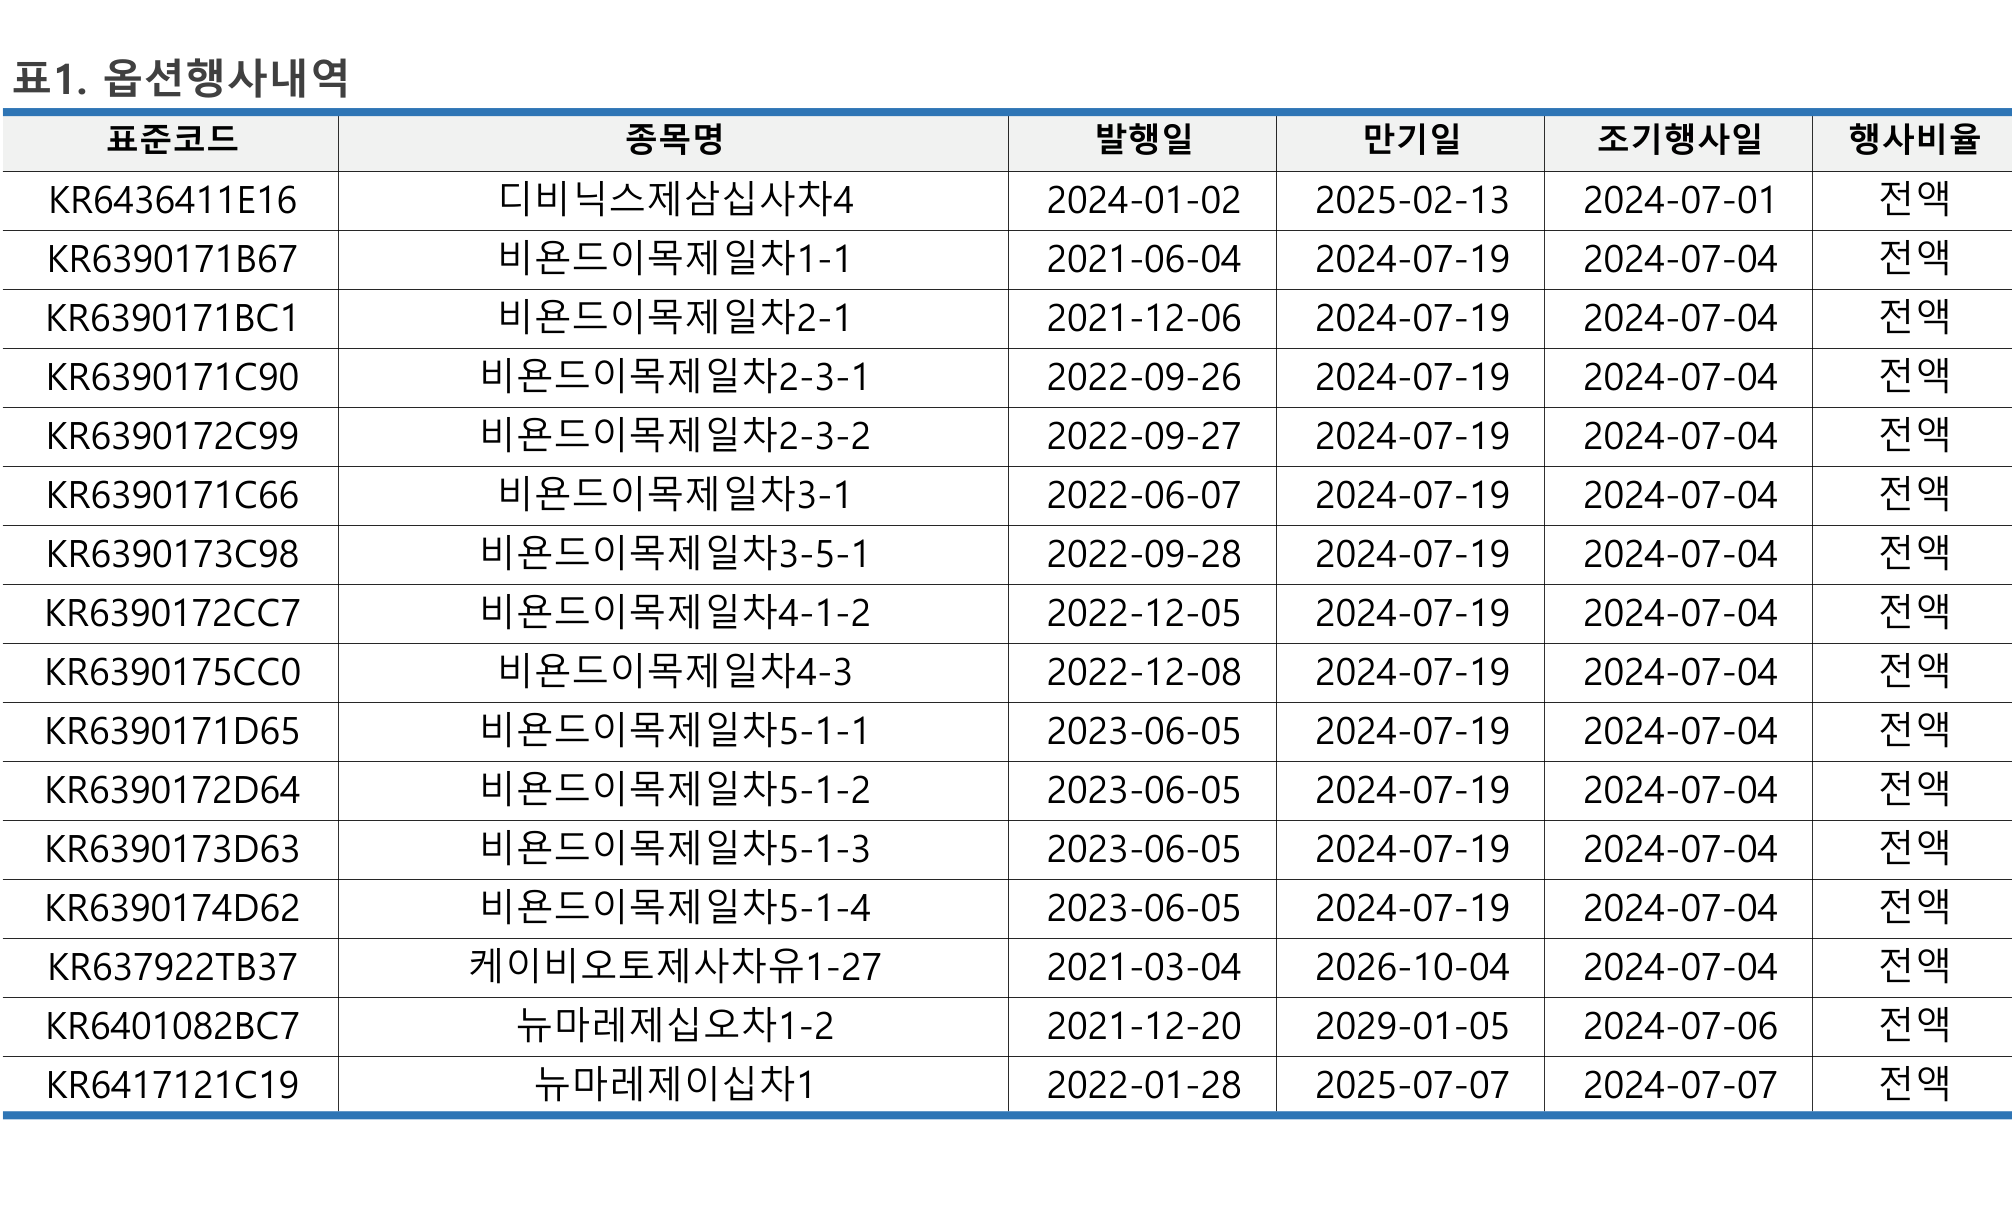 표1. 옵션행사내역
표준코드 종목명 발행일 만기일 조기행사일 행사비율
KR6436411E16 디비닉스제삼십사차4 2024-01-02 2025-02-13 2024-07-01 전액
KR6390171B67 비욘드이목제일차1-1 2021-06-04 2024-07-19 2024-07-04 전액
KR6390171BC1 비욘드이목제일차2-1 2021-12-06 2024-07-19 2024-07-04 전액
KR6390171C90 비욘드이목제일차2-3-1 2022-09-26 2024-07-19 2024-07-04 전액
KR6390172C99 비욘드이목제일차2-3-2 2022-09-27 2024-07-19 2024-07-04 전액
KR6390171C66 비욘드이목제일차3-1 2022-06-07 2024-07-19 2024-07-04 전액
KR6390173C98 비욘드이목제일차3-5-1 2022-09-28 2024-07-19 2024-07-04 전액
KR6390172CC7 비욘드이목제일차4-1-2 2022-12-05 2024-07-19 2024-07-04 전액
KR6390175CC0 비욘드이목제일차4-3 2022-12-08 2024-07-19 2024-07-04 전액
KR6390171D65 비욘드이목제일차5-1-1 2023-06-05 2024-07-19 2024-07-04 전액
KR6390172D64 비욘드이목제일차5-1-2 2023-06-05 2024-07-19 2024-07-04 전액
KR6390173D63 비욘드이목제일차5-1-3 2023-06-05 2024-07-19 2024-07-04 전액
KR6390174D62 비욘드이목제일차5-1-4 2023-06-05 2024-07-19 2024-07-04 전액
KR637922TB37 케이비오토제사차유1-27 2021-03-04 2026-10-04 2024-07-04 전액
KR6401082BC7 뉴마레제십오차1-2 2021-12-20 2029-01-05 2024-07-06 전액
KR6417121C19 뉴마레제이십차1 2022-01-28 2025-07-07 2024-07-07 전액